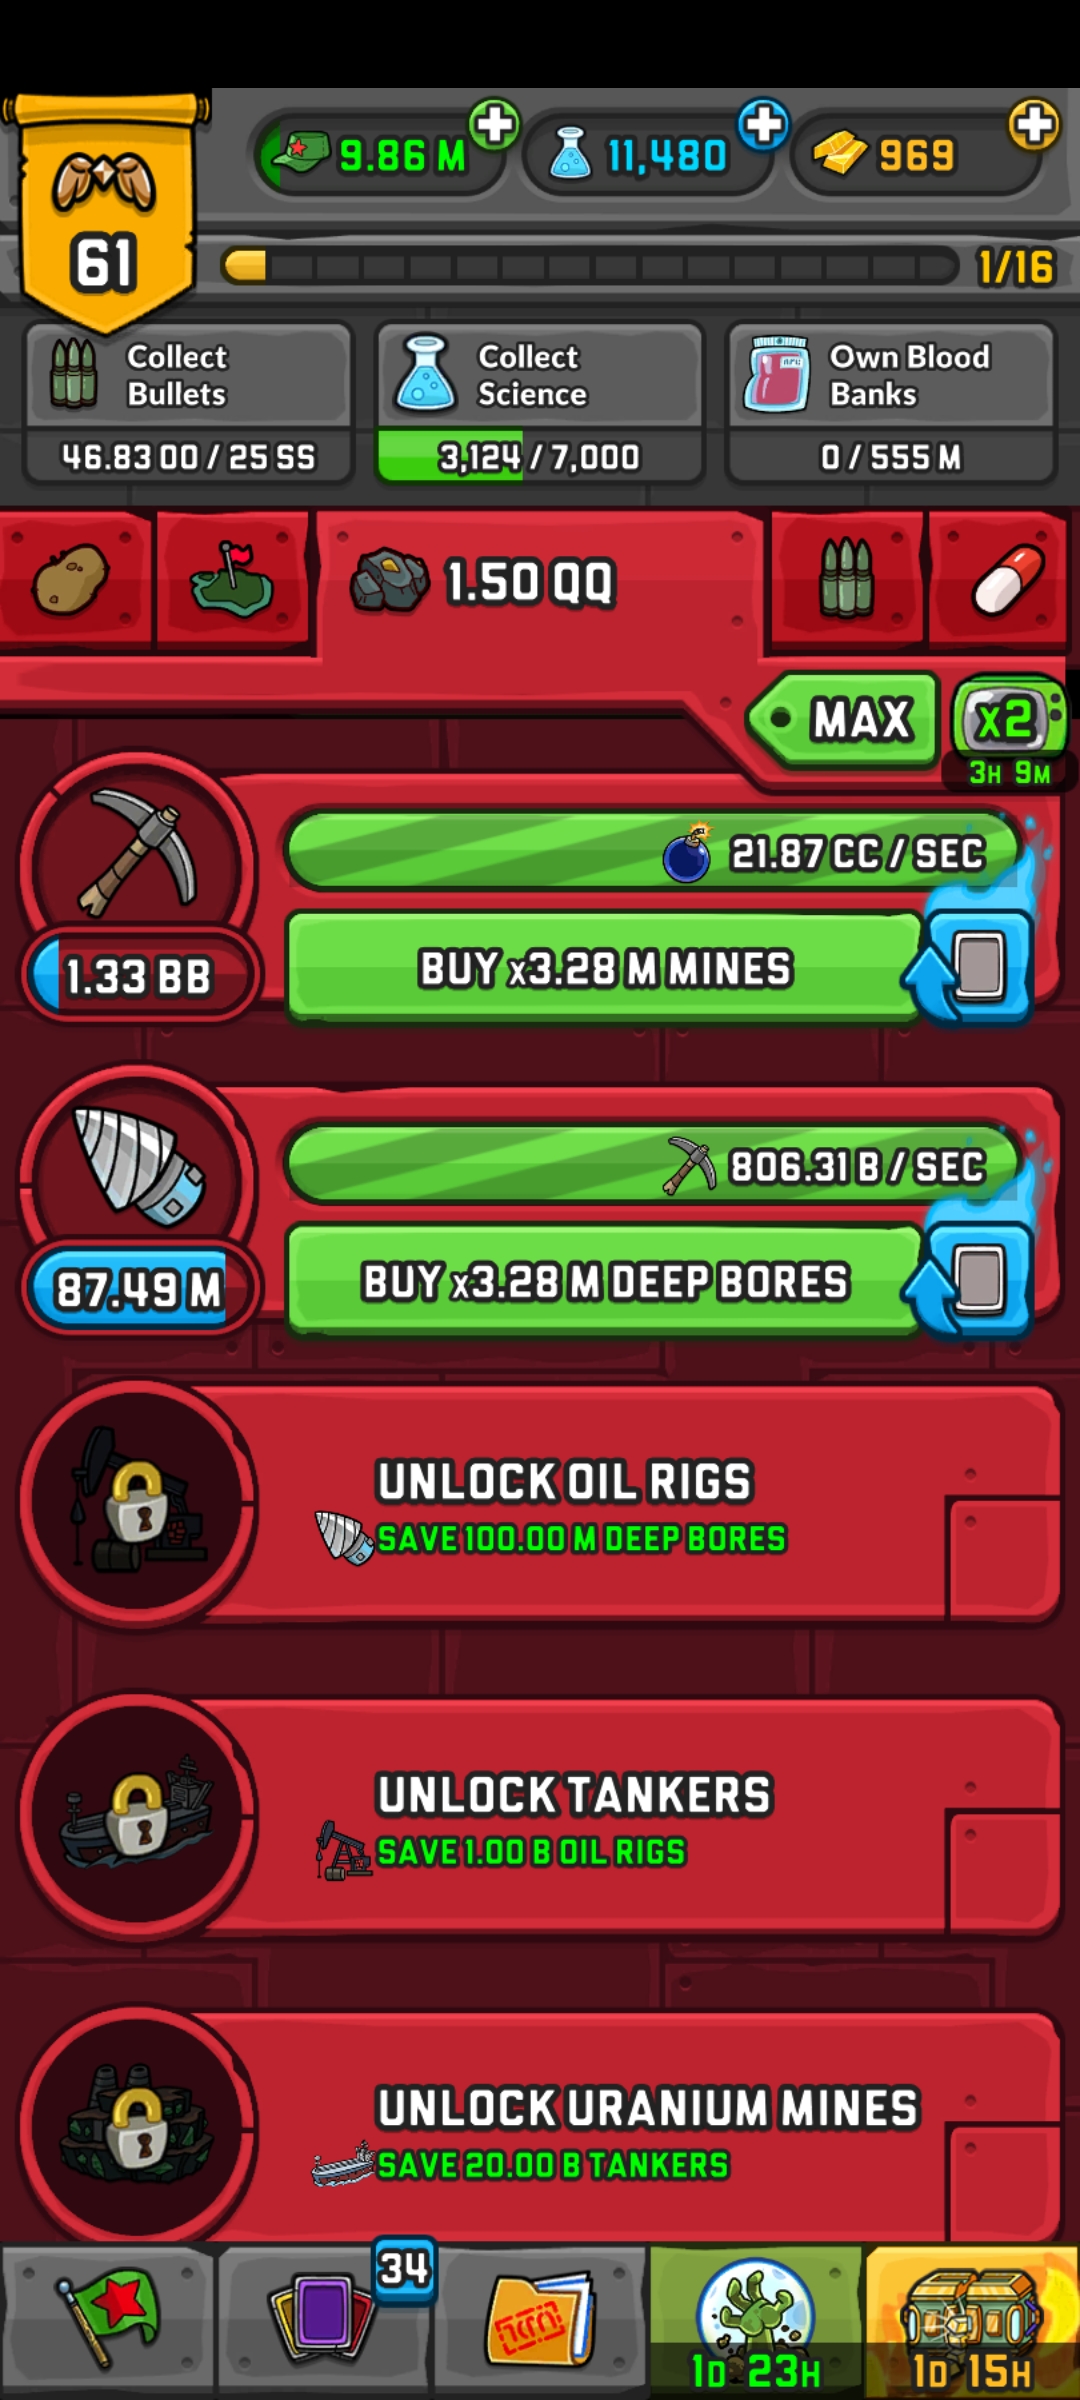 9.86 M
11,480
969
61
1/16
Collect
Bullets
46.83 OO / 25 SS
Collect
Science
3,124 / 7,000
Own Blood
Banks
0 / 555 M
1.50 QQ
MAX
x2
3H 9M
21.87 CC / SEC
1.33 BB
BUY x3.28 M MINES
806.31 B / SEC
87.49 M
BUY x3.28 M DEEP BORES
UNLOCK OIL RIGS
SAVE 100.00 M DEEP BORES
UNLOCK TANKERS
SAVE 1.00 B OIL RIGS
UNLOCK URANIUM MINES
SAVE 20.00 B TANKERS
34
1D 23H
1D 15H